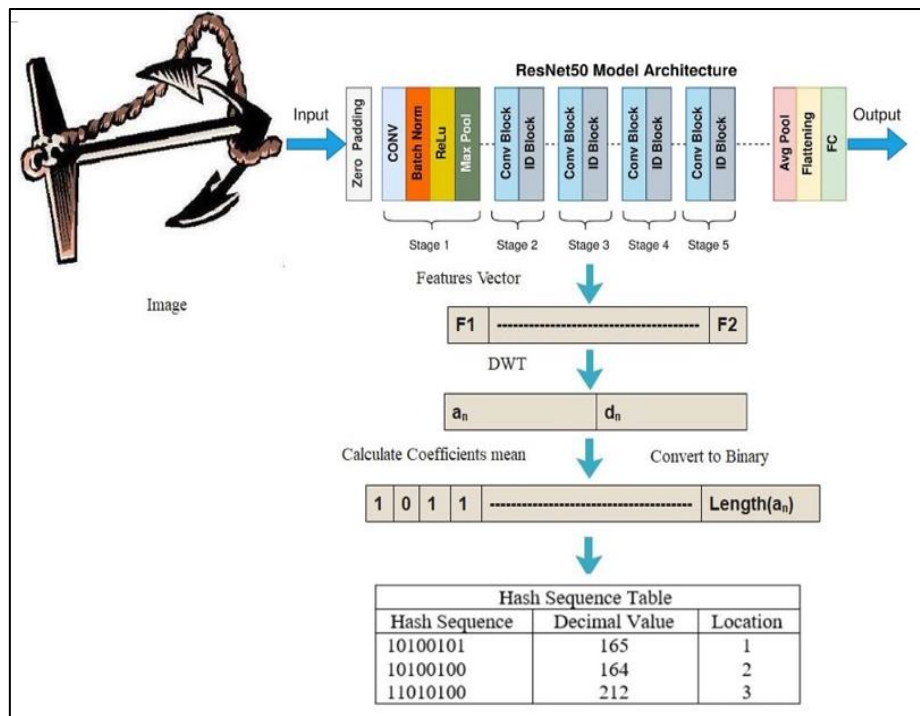 ResNet50 Model Architecture
Input
Zero Padding
CONV
Batch Norm
ReLu
Max Pool
Conv Block
ID Block
Conv Block
ID Block
Conv Block
ID Block
Conv Block
ID Block
Avg Pool
Flattening
FC
Output
Stage 1
Stage 2
Stage 3
Stage 4
Stage 5
Image
Features Vector
F1 ---------------------------------------- F2
DWT
aₙ dₙ
Calculate Coefficients mean Convert to Binary
1 0 1 1 ---------------------------------------- Length(aₙ)
Hash Sequence Table
Hash Sequence Decimal Value Location
10100101 165 1
10100100 164 2
11010100 212 3